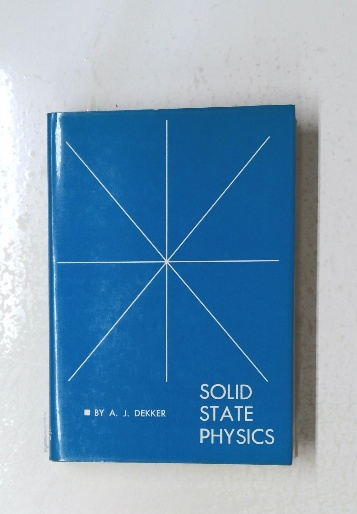 ■ BY A. J. DEKKER
SOLID
STATE
PHYSICS